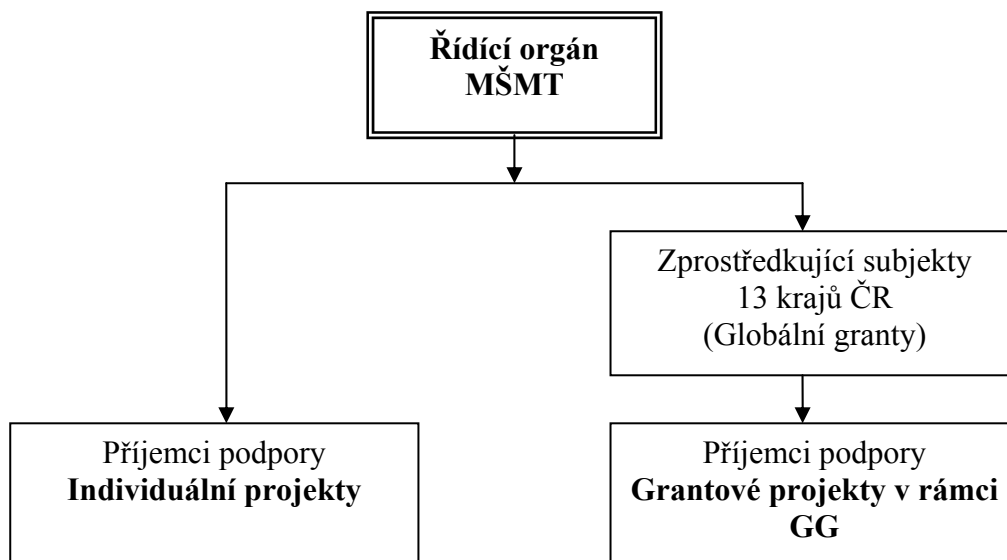 Řídící orgán
MŠMT
Zprostředkující subjekty
13 krajů ČR
(Globální granty)
Příjemci podpory
Individuální projekty
Příjemci podpory
Grantové projekty v rámci
GG